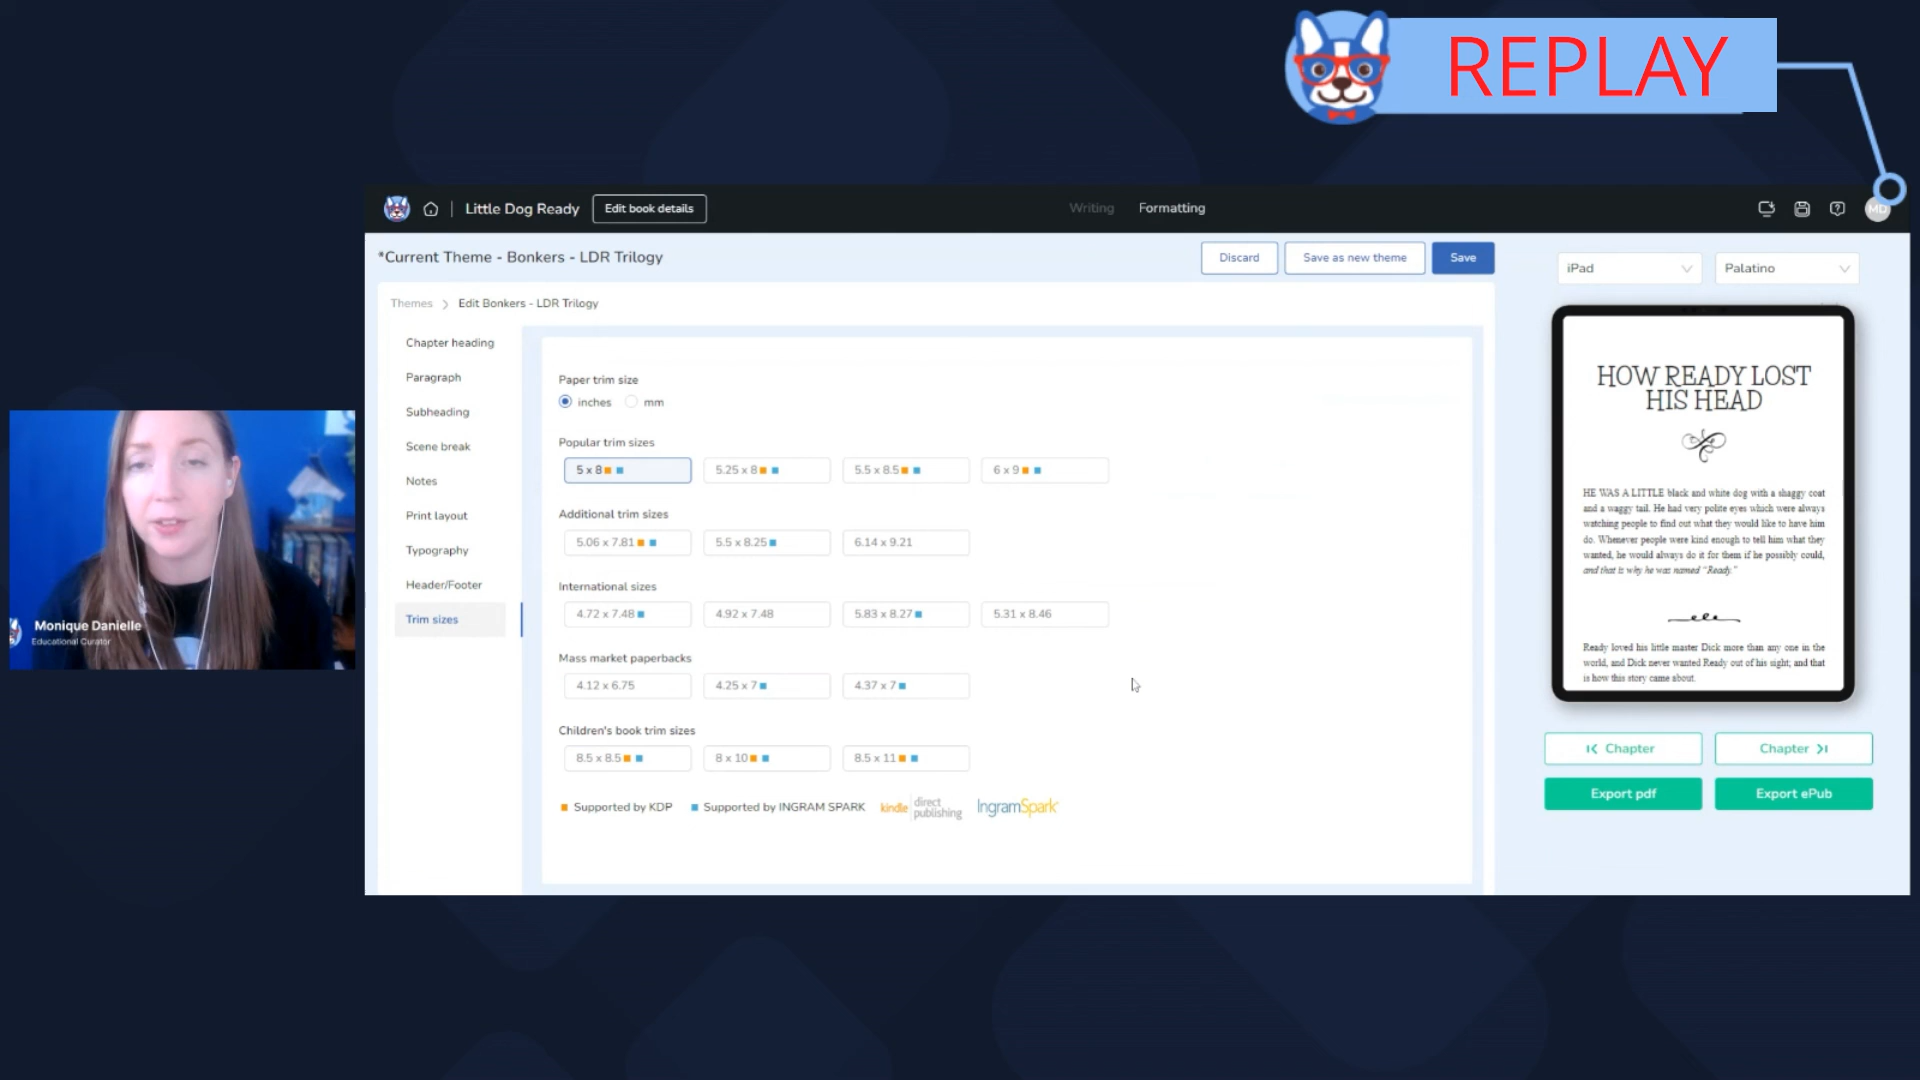 REPLAY
Little Dog Ready
Edit book details
Writing
Formatting
MD
*Current Theme - Bonkers - LDR Trilogy
Discard
Save as new theme
Save
iPad
Palatino
Themes
Edit Bonkers - LDR Trilogy
Chapter heading
Paragraph
Subheading
Scene break
Notes
Print layout
Typography
Header/Footer
Trim sizes
Paper trim size
inches
mm
Popular trim sizes
5 x 8
5.25 x 8
5.5 x 8.5
6 x 9
Additional trim sizes
5.06 x 7.81
5.5 x 8.25
6.14 x 9.21
International sizes
4.72 x 7.48
4.92 x 7.48
5.83 x 8.27
5.31 x 8.46
Mass market paperbacks
4.12 x 6.75
4.25 x 7
4.37 x 7
Children's book trim sizes
8.5 x 8.5
8 x 10
8.5 x 11
Supported by KDP
Supported by INGRAM SPARK
kindle direct publishing
IngramSpark
HOW READY LOST
HIS HEAD
HE WAS A LITTLE black and white dog with a shaggy coat
and a waggy tail. He had very polite eyes which were always
watching people to find out what they would like to have him
do. Whenever people were kind enough to tell him what they
wanted, he would always do it for them if he possibly could,
and that is why he was named "Ready."
Ready loved his little master Dick more than any one in the
world, and Dick never wanted Ready out of his sight; and that
is how this story came about.
Chapter
Chapter
Export pdf
Export ePub
Monique Danielle
Educational Curator